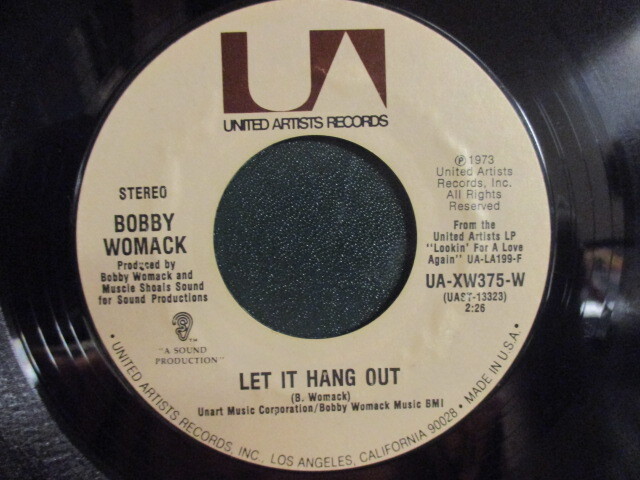 UA
UNITED ARTISTS RECORDS
STEREO
BOBBY
WOMACK
Produced by
Bobby Womack and
Muscle Shoals Sound
for Sound Productions
TM
"A SOUND
PRODUCTION"
℗1973
United Artists
Records, Inc.
All Rights
Reserved
From the
United Artists LP
"Lookin' For A Love
Again" UA-LA199-F
UA-XW375-W
(UAST-13323)
2:26
LET IT HANG OUT
(B. Womack)
Unart Music Corporation/Bobby Womack Music BMI
• UNITED ARTISTS RECORDS, INC., LOS ANGELES, CALIFORNIA 90028 • MADE IN U.S.A. •